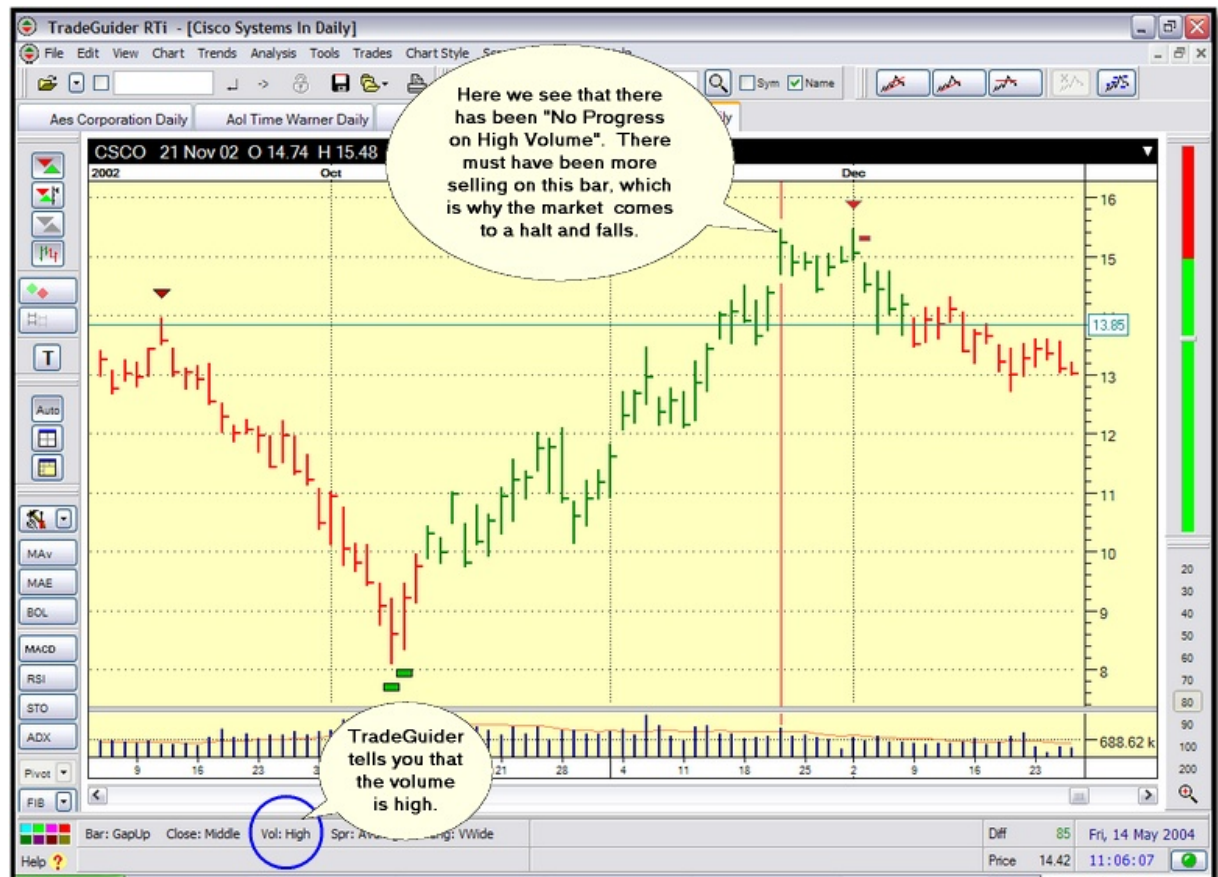 TradeGuider RTi - [Cisco Systems In Daily]
File Edit View Chart Trends Analysis Tools Trades Chart Style
Sym Name
Aes Corporation Daily Aol Time Warner Daily
Here we see that there
has been "No Progress
on High Volume". There
must have been more
selling on this bar, which
is why the market comes
to a halt and falls.
CSCO 21 Nov 02 O 14.74 H 15.48
2002 Oct Dec
16
15
13.85
13
12
11
10
9
8
T
Auto
MAv
MAE
BOL
MACD
RSI
STO
ADX
Pivot
FIB
20
30
40
50
60
70
80
90
100
200
688.62 k
9 16 23 21 28 4 11 18 25 2 9 16 23
TradeGuider
tells you that
the volume
is high.
Bar: GapUp Close: Middle Vol: High VWide
Diff 85 Fri, 14 May 2004
Help ? Price 14.42 11:06:07